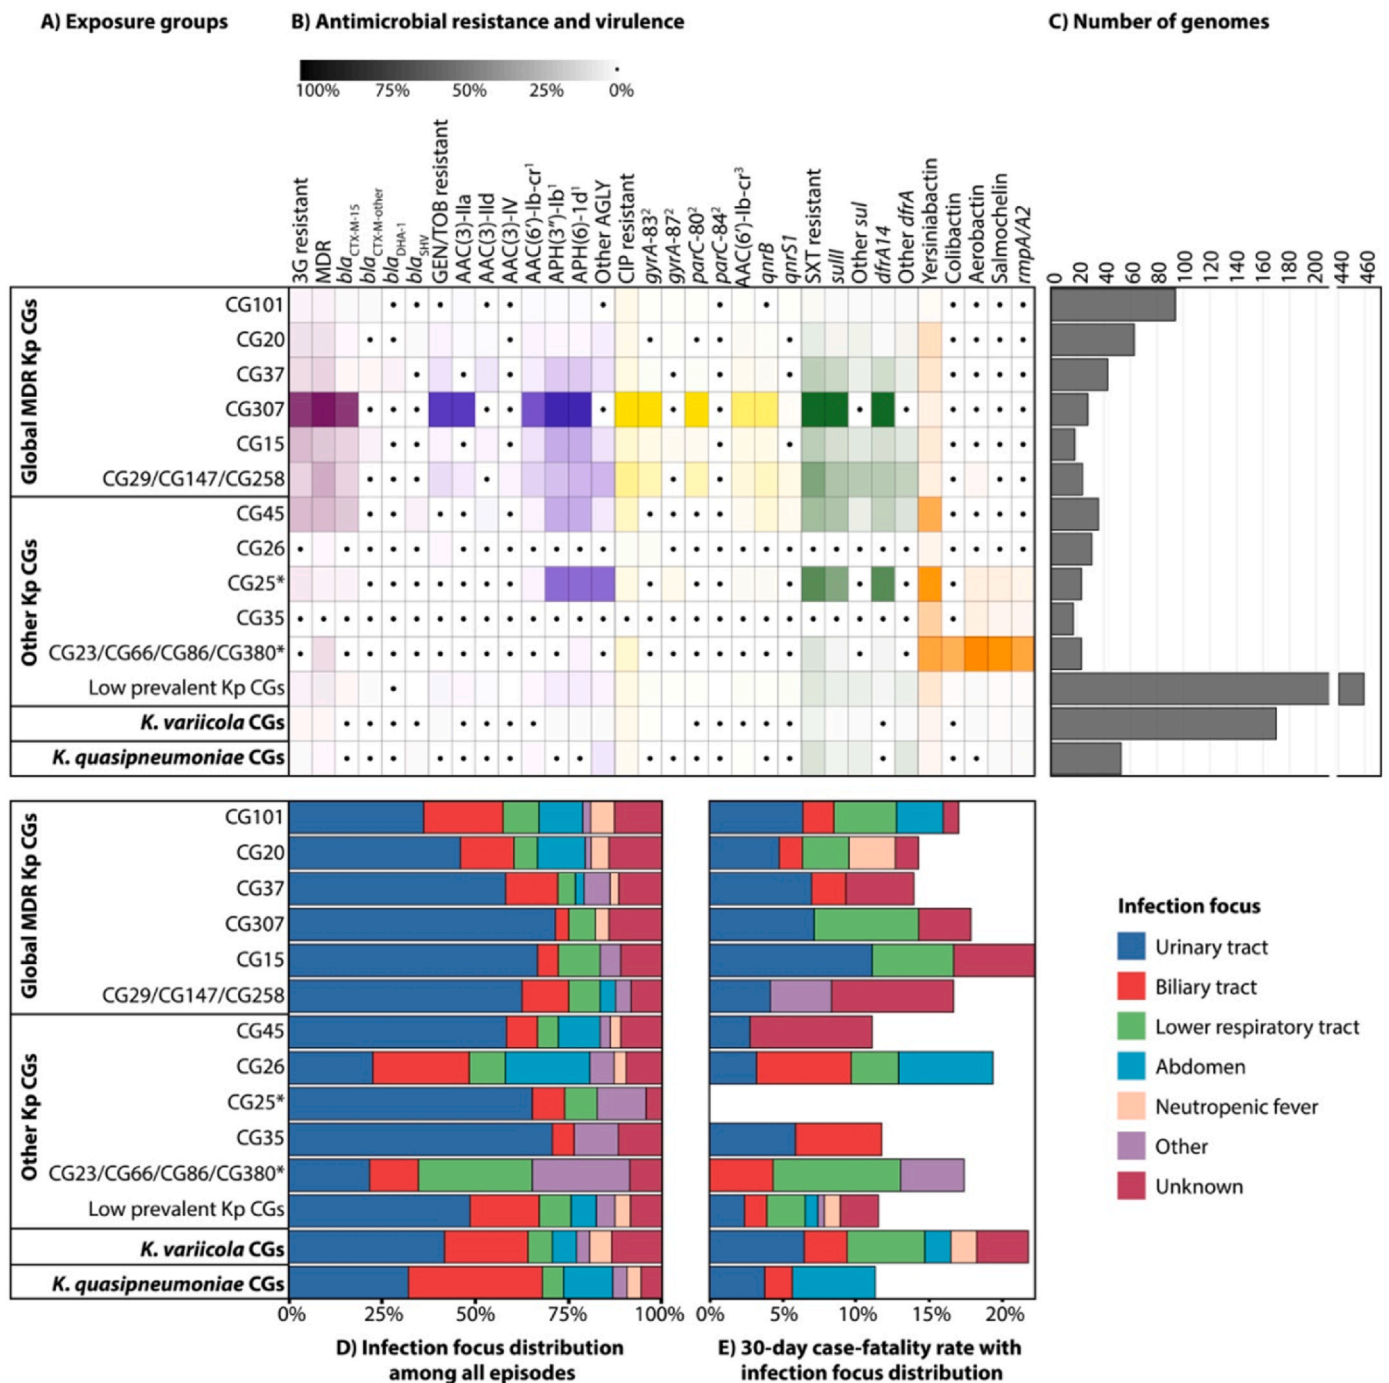 A) Exposure groups
B) Antimicrobial resistance and virulence
C) Number of genomes
100% 75% 50% 25% 0%
3G resistant
MDR
blaCTX-M-15
blaCTX-M-other
blaDHA-1
blaSHV
GEN/TOB resistant
AAC(3)-IIa
AAC(3)-IId
AAC(3)-IV
AAC(6')-Ib-cr1
APH(3'')-Ib1
APH(6)-1d1
Other AGLY
CIP resistant
gyrA-83²
gyrA-87²
parC-80²
parC-84²
AAC(6')-Ib-cr³
qnrB
qnrS1
SXT resistant
sulII
Other sul
dfrA14
Other dfrA
Yersiniabactin
Colibactin
Aerobactin
Salmochelin
rmpA/A2
0 20 40 60 80 100 120 140 160 180 200 440 460
Global MDR Kp CGs
CG101
CG20
CG37
CG307
CG15
CG29/CG147/CG258
Other Kp CGs
CG45
CG26
CG25*
CG35
CG23/CG66/CG86/CG380*
Low prevalent Kp CGs
K. variicola CGs
K. quasipneumoniae CGs
Global MDR Kp CGs
CG101
CG20
CG37
CG307
CG15
CG29/CG147/CG258
Other Kp CGs
CG45
CG26
CG25*
CG35
CG23/CG66/CG86/CG380*
Low prevalent Kp CGs
K. variicola CGs
K. quasipneumoniae CGs
0% 25% 50% 75% 100%
0% 5% 10% 15% 20%
D) Infection focus distribution
among all episodes
E) 30-day case-fatality rate with
infection focus distribution
Infection focus
Urinary tract
Biliary tract
Lower respiratory tract
Abdomen
Neutropenic fever
Other
Unknown